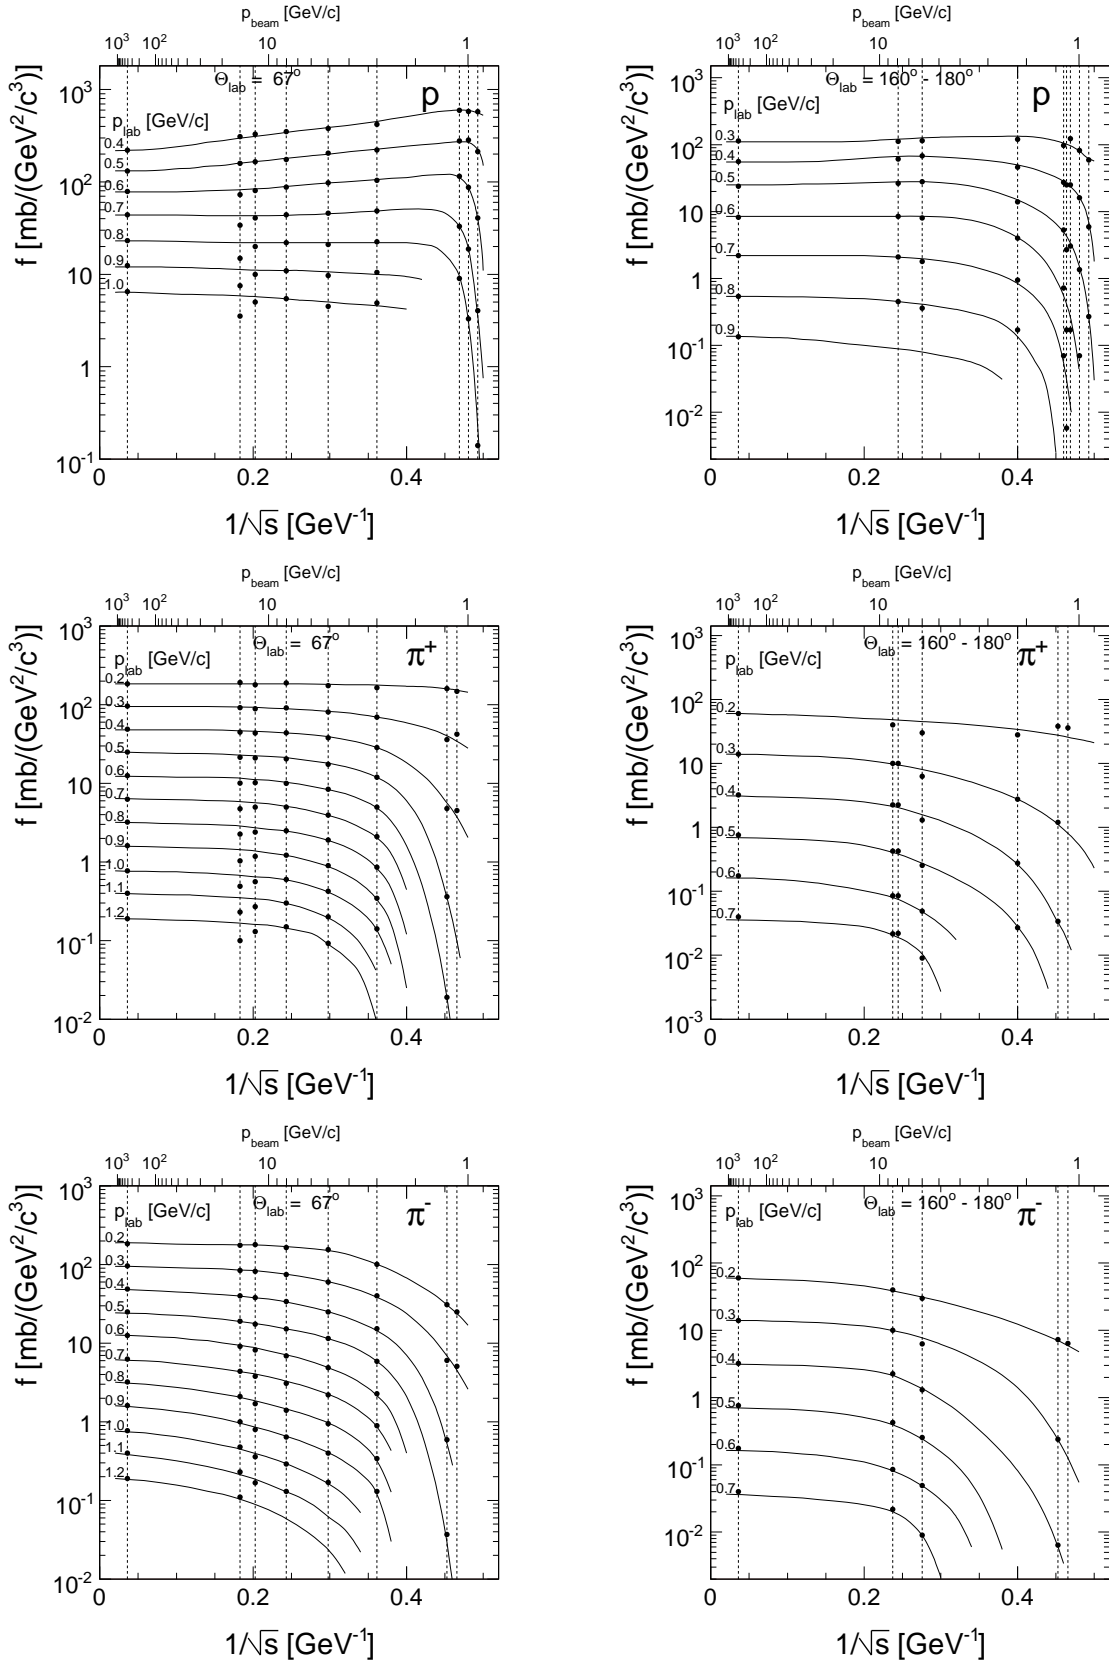 p_beam [GeV/c]
10³ 10² 10 1
f [mb/(GeV²/c³)]
Θ_lab = 67° p
p_lab [GeV/c]
10³
0.4
0.5
10²
0.6
0.7
0.8
10
0.9
1.0
1
10⁻¹
0 0.2 0.4
1/√s [GeV⁻¹]
p_beam [GeV/c]
10³ 10² 10 1
f [mb/(GeV²/c³)]
Θ_lab = 160° - 180° p
10³
p_lab [GeV/c]
0.3
10²
0.4
0.5
10
0.6
0.7
1
0.8
0.9
10⁻¹
10⁻²
0 0.2 0.4
1/√s [GeV⁻¹]
p_beam [GeV/c]
10³ 10² 10 1
f [mb/(GeV²/c³)]
10³
Θ_lab = 67° π⁺
p_lab [GeV/c]
0.2
0.3
10²
0.4
0.5
0.6
10
0.7
0.8
0.9
1
1.0
1.1
1.2
10⁻¹
10⁻²
0 0.2 0.4
1/√s [GeV⁻¹]
p_beam [GeV/c]
10³ 10² 10 1
f [mb/(GeV²/c³)]
10³
Θ_lab = 160° - 180° π⁺
p_lab [GeV/c]
10²
0.2
0.3
10
0.4
1
0.5
0.6
10⁻¹
0.7
10⁻²
10⁻³
0 0.2 0.4
1/√s [GeV⁻¹]
p_beam [GeV/c]
10³ 10² 10 1
f [mb/(GeV²/c³)]
10³
Θ_lab = 67° π⁻
p_lab [GeV/c]
0.2
0.3
10²
0.4
0.5
0.6
10
0.7
0.8
0.9
1
1.0
1.1
1.2
10⁻¹
10⁻²
0 0.2 0.4
1/√s [GeV⁻¹]
p_beam [GeV/c]
10³ 10² 10 1
f [mb/(GeV²/c³)]
10³
Θ_lab = 160° - 180° π⁻
p_lab [GeV/c]
10²
0.2
0.3
10
0.4
1
0.5
0.6
10⁻¹
0.7
10⁻²
0 0.2 0.4
1/√s [GeV⁻¹]